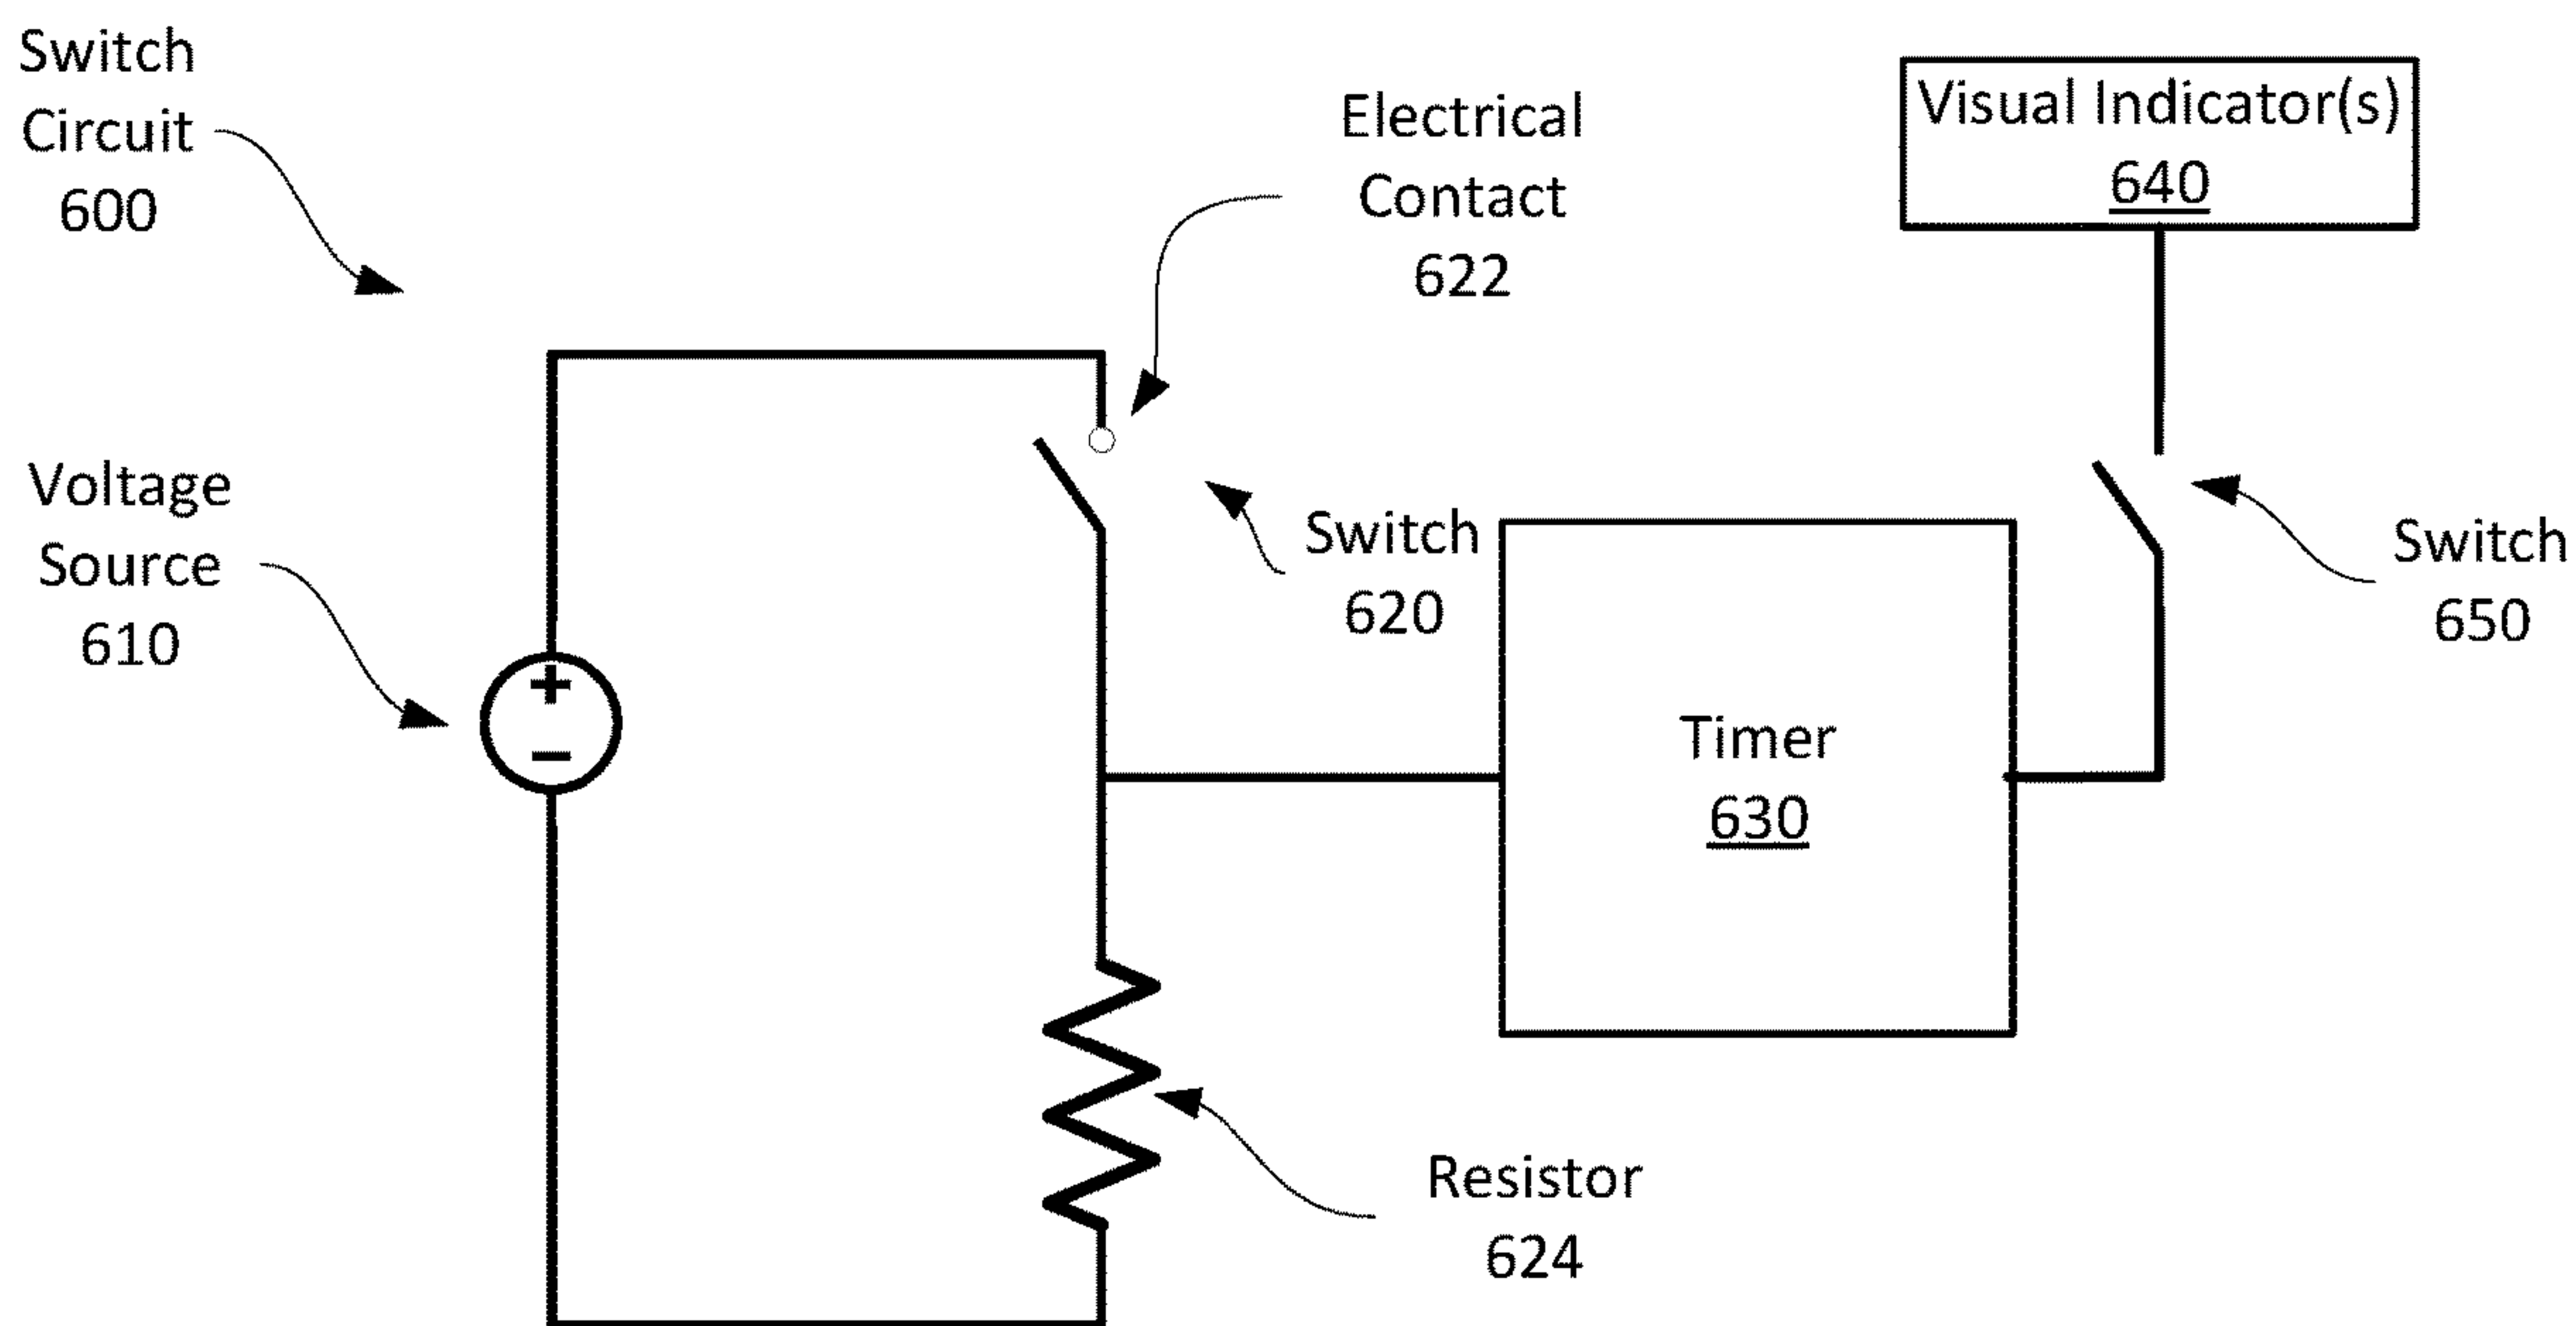 Switch
Circuit
600
Electrical
Contact
622
Visual Indicator(s)
640
Voltage
Source
610
+
−
Switch
620
Switch
650
Timer
630
Resistor
624